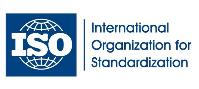 ISO
International
Organization for
Standardization